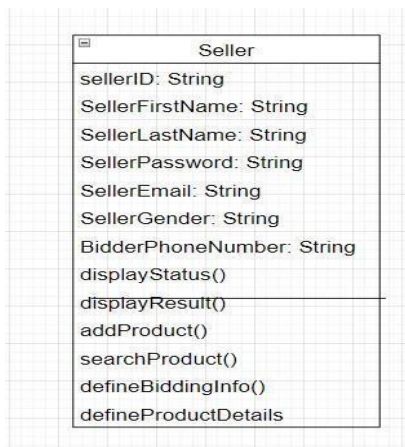 Seller
sellerID: String
SellerFirstName: String
SellerLastName: String
SellerPassword: String
SellerEmail: String
SellerGender: String
BidderPhoneNumber: String
displayStatus()
displayResult()
addProduct()
searchProduct()
defineBiddingInfo()
defineProductDetails